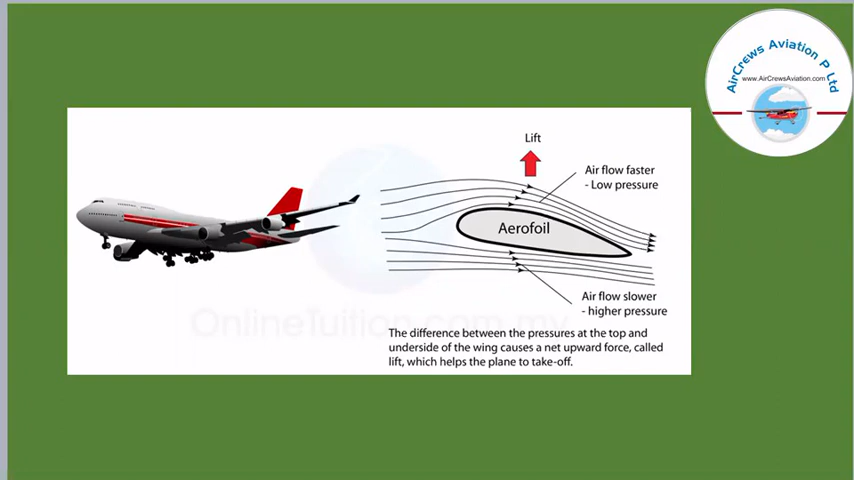 AirCrews Aviation P Ltd
www.AirCrewsAviation.com
Lift
Air flow faster
- Low pressure
Aerofoil
Air flow slower
- higher pressure
OnlineTuition.com.my
The difference between the pressures at the top and
underside of the wing causes a net upward force, called
lift, which helps the plane to take-off.